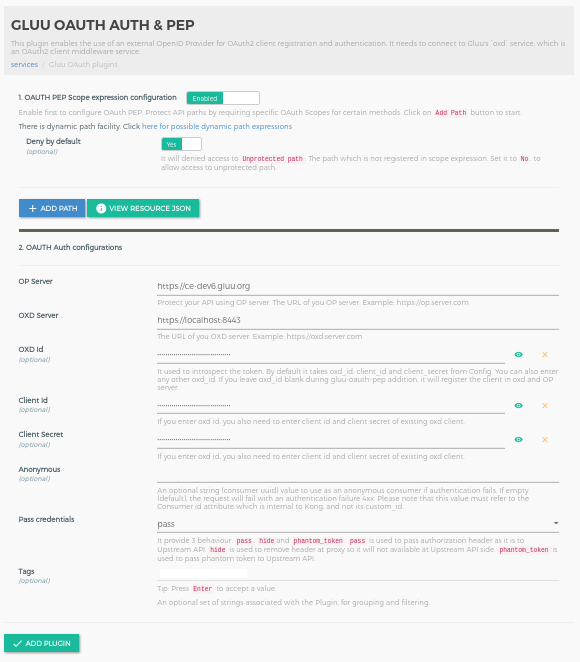 GLUU OAUTH AUTH & PEP
This plugin enables the use of an external OpenID Provider for OAuth2 client registration and authentication. It needs to connect to Gluu's `oxd` service, which is
an OAuth2 client middleware service.
services / Gluu OAuth plugins
1. OAUTH PEP Scope expression configuration Enabled
Enable first to configure OAuth PEP. Protect API paths by requiring specific OAuth Scopes for certain methods. Click on Add Path button to start.
There is dynamic path facility. Click here for possible dynamic path expressions
Deny by default Yes
(optional)
It will denied access to Unprotected path. The path which is not registered in scope expression. Set it to No, to
allow access to unprotected path.
+ ADD PATH VIEW RESOURCE JSON
2. OAUTH Auth configurations
OP Server
https://ce-dev6.gluu.org
Protect your API using OP server. The URL of you OP server. Example: https://op.server.com
OXD Server
https://localhost:8443
The URL of you OXD server. Example: https://oxd.server.com
OXD Id
(optional)
It used to introspect the token. By default it takes oxd_id, client_id and client_secret from Config. You can also enter
any other oxd_id. If you leave oxd_id blank during gluu-oauth-pep addition, it will register the client in oxd and OP
server.
Client Id
(optional)
If you enter oxd id, you also need to enter client id and client secret of existing oxd client.
Client Secret
(optional)
If you enter oxd id, you also need to enter client id and client secret of existing oxd client.
Anonymous
(optional)
An optional string (consumer uuid) value to use as an anonymous consumer if authentication fails. If empty
(default), the request will fail with an authentication failure 4xx. Please note that this value must refer to the
Consumer id attribute which is internal to Kong, and not its custom_id.
Pass credentials
pass
It provide 3 behaviour. pass, hide and phantom_token. pass is used to pass authorization header as it is to
Upstream API. hide is used to remove header at proxy so it will not available at Upstream API side. phantom_token is
used to pass phantom token to Upstream API.
Tags
(optional)
Tip: Press Enter to accept a value.
An optional set of strings associated with the Plugin, for grouping and filtering.
ADD PLUGIN